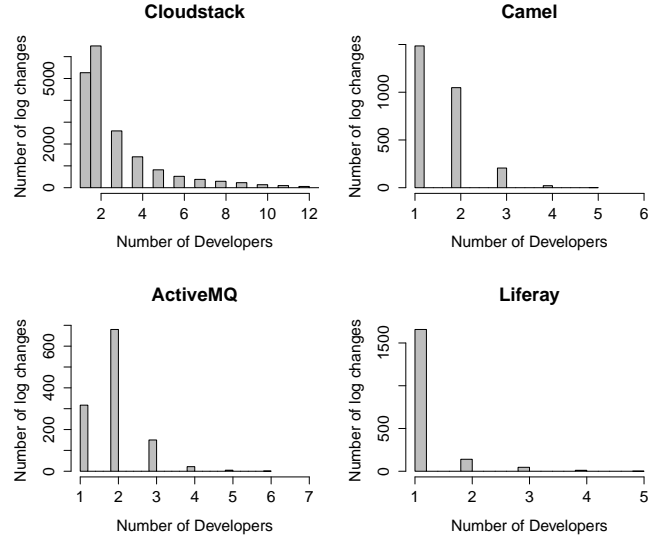 Cloudstack
Number of log changes
0 2000 5000
2 4 6 8 10 12
Number of Developers
Camel
Number of log changes
0 500 1000
1 2 3 4 5 6
Number of Developers
ActiveMQ
Number of log changes
0 200 400 600
1 2 3 4 5 6 7
Number of Developers
Liferay
Number of log changes
0 500 1500
1 2 3 4 5
Number of Developers